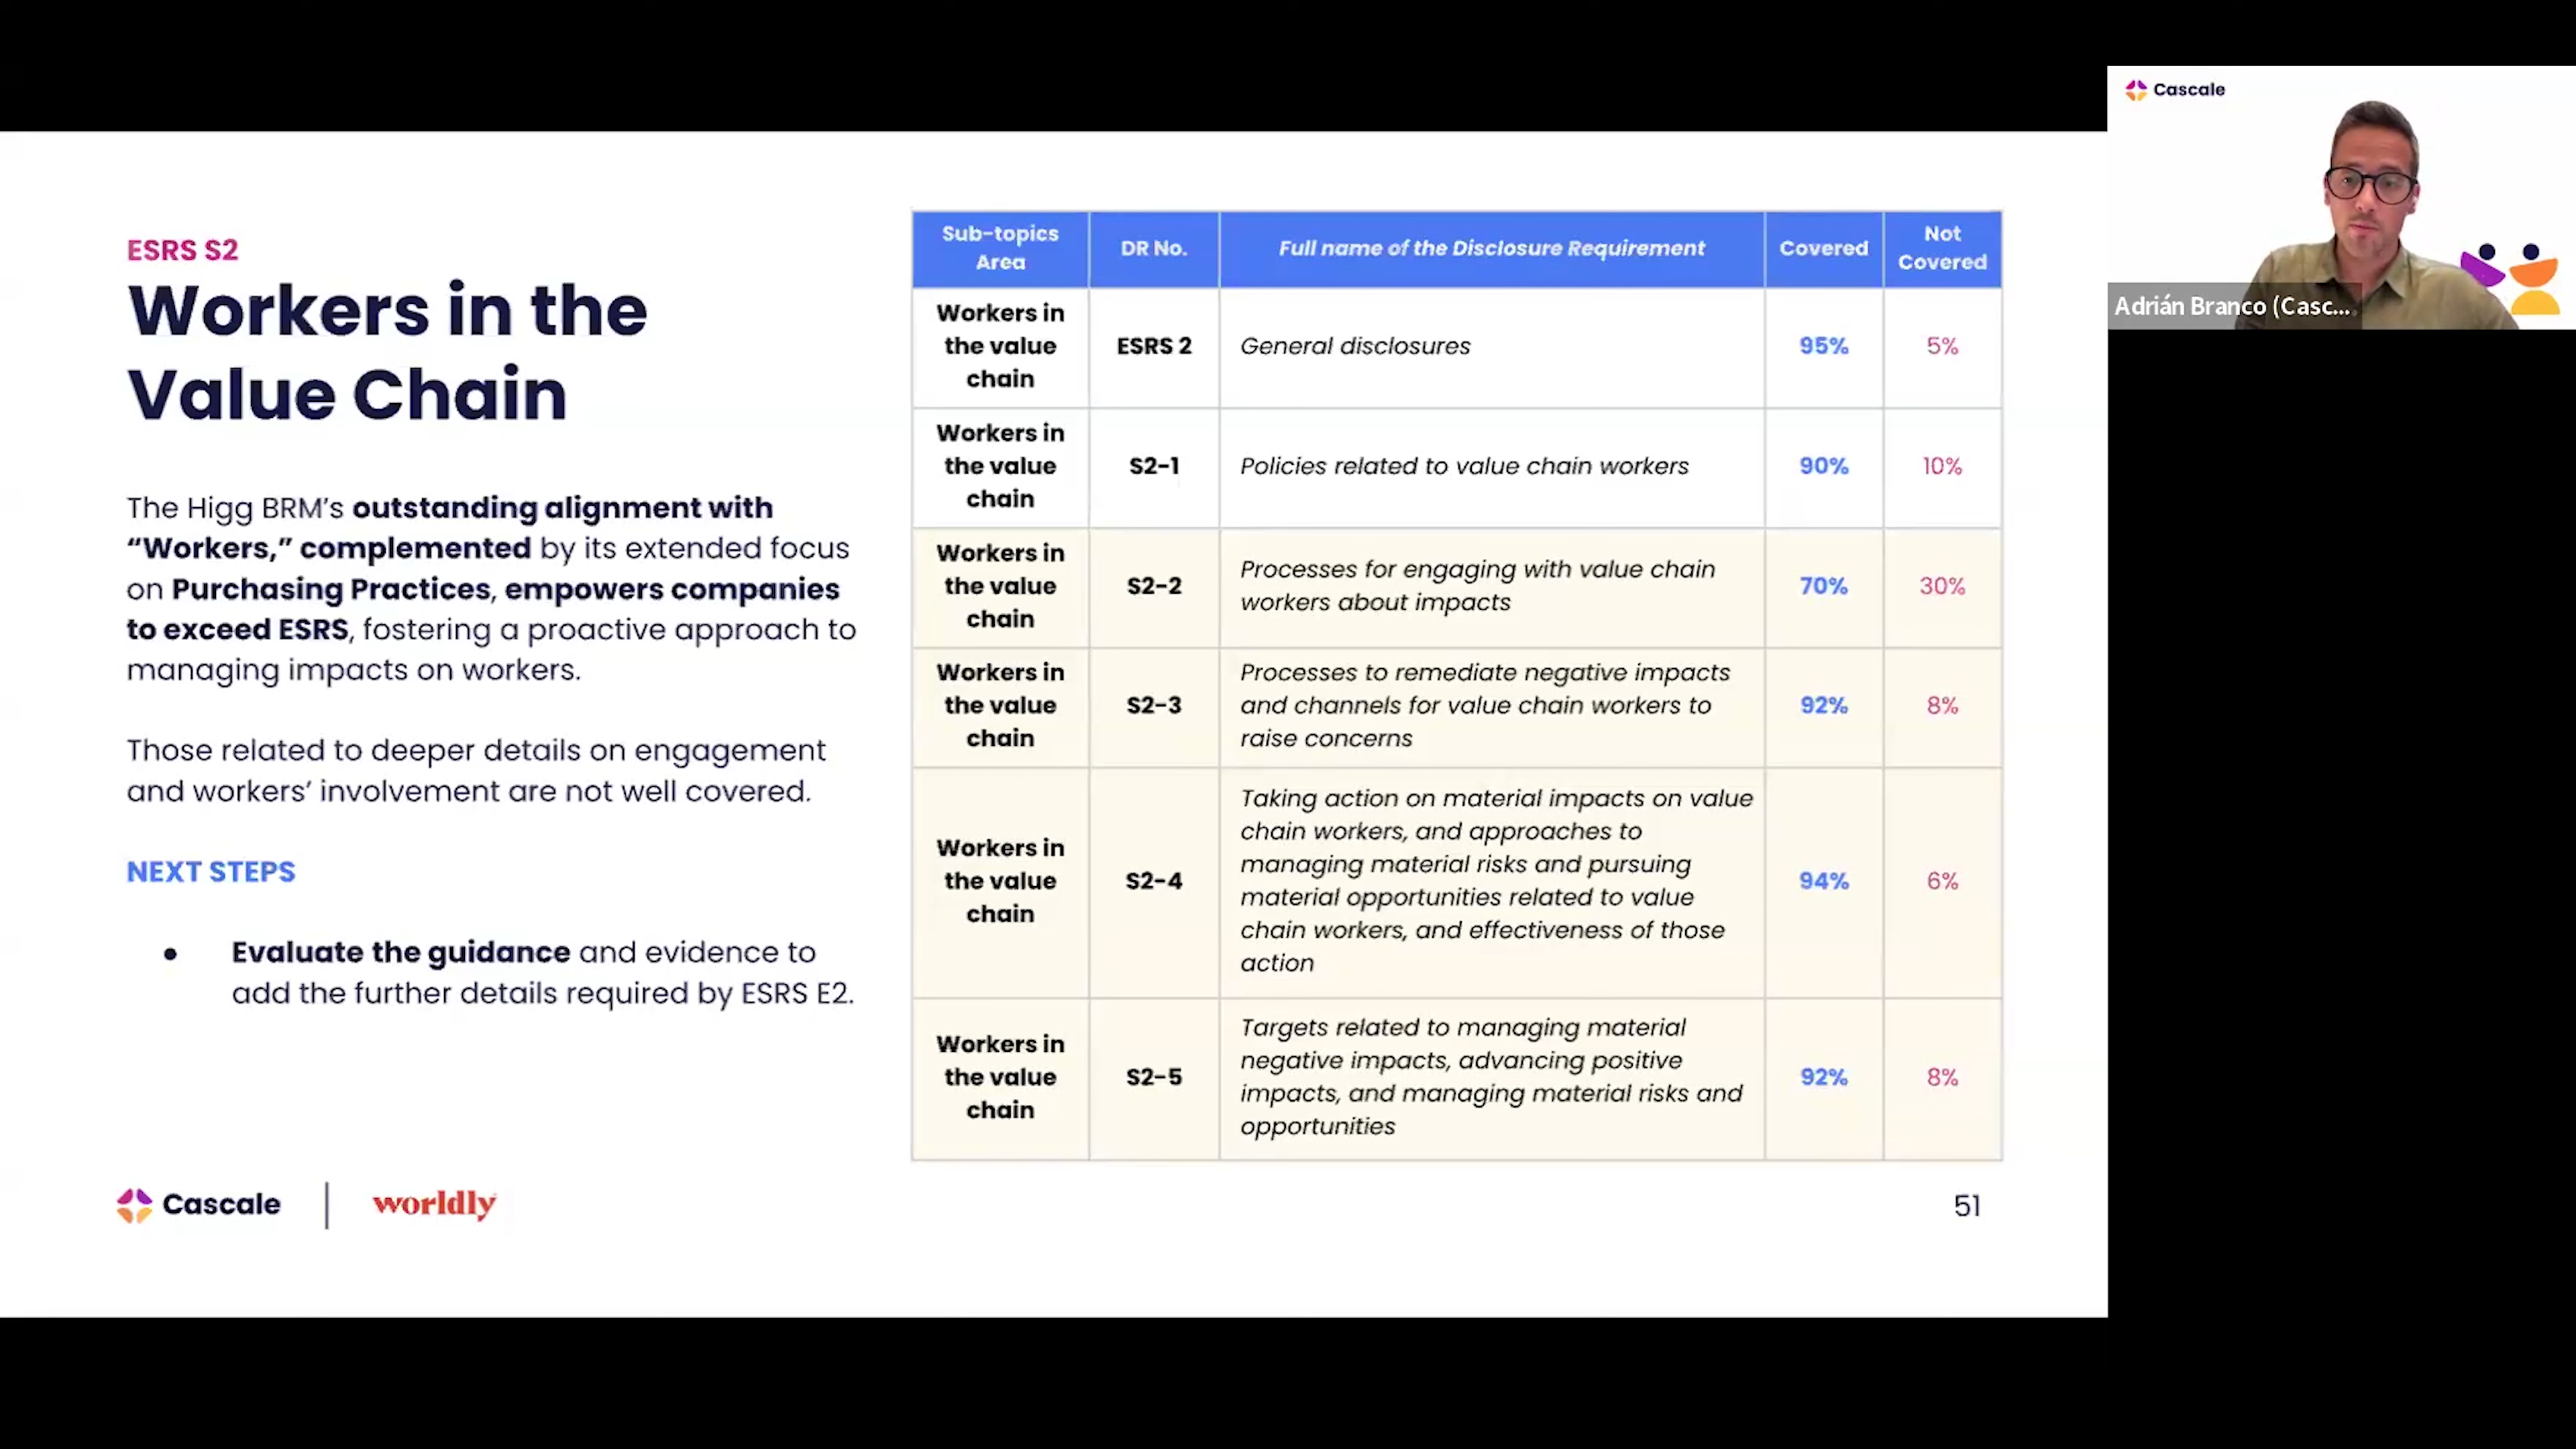 ESRS S2
Workers in the
Value Chain
The Higg BRM’s outstanding alignment with
“Workers,” complemented by its extended focus
on Purchasing Practices, empowers companies
to exceed ESRS, fostering a proactive approach to
managing impacts on workers.
Those related to deeper details on engagement
and workers’ involvement are not well covered.
NEXT STEPS
● Evaluate the guidance and evidence to
add the further details required by ESRS E2.
Cascale | worldly
Sub-topics
Area
DR No.
Full name of the Disclosure Requirement
Covered
Not
Covered
Workers in
the value
chain
ESRS 2
General disclosures
95%
5%
Workers in
the value
chain
S2-1
Policies related to value chain workers
90%
10%
Workers in
the value
chain
S2-2
Processes for engaging with value chain
workers about impacts
70%
30%
Workers in
the value
chain
S2-3
Processes to remediate negative impacts
and channels for value chain workers to
raise concerns
92%
8%
Workers in
the value
chain
S2-4
Taking action on material impacts on value
chain workers, and approaches to
managing material risks and pursuing
material opportunities related to value
chain workers, and effectiveness of those
action
94%
6%
Workers in
the value
chain
S2-5
Targets related to managing material
negative impacts, advancing positive
impacts, and managing material risks and
opportunities
92%
8%
51
Cascale
Adrián Branco (Casc...